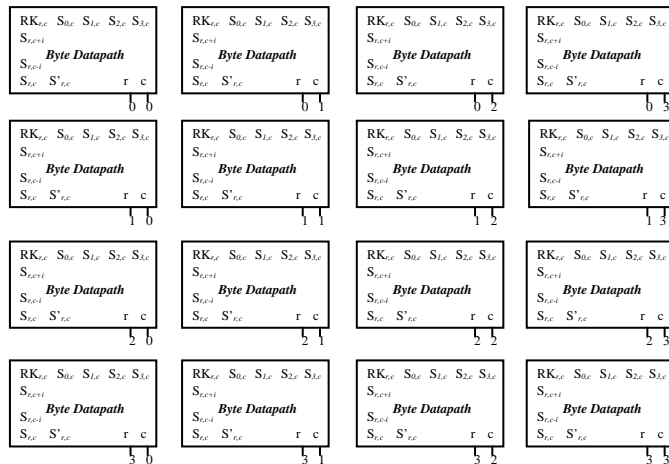 RKr,c S0,c S1,c S2,c S3,c RKr,c S0,c S1,c S2,c S3,c RKr,c S0,c S1,c S2,c S3,c RKr,c S0,c S1,c S2,c S3,c
Sr,c+i Sr,c+i Sr,c+i Sr,c+i
Byte Datapath Byte Datapath Byte Datapath Byte Datapath
Sr,c-i Sr,c-i Sr,c-i Sr,c-i
Sr,c S'r,c r c Sr,c S'r,c r c Sr,c S'r,c r c Sr,c S'r,c r c
0 0 0 1 0 2 0 3
RKr,c S0,c S1,c S2,c S3,c RKr,c S0,c S1,c S2,c S3,c RKr,c S0,c S1,c S2,c S3,c RKr,c S0,c S1,c S2,c S3,c
Sr,c+i Sr,c+i Sr,c+i Sr,c+i
Byte Datapath Byte Datapath Byte Datapath Byte Datapath
Sr,c-i Sr,c-i Sr,c-i Sr,c-i
Sr,c S'r,c r c Sr,c S'r,c r c Sr,c S'r,c r c Sr,c S'r,c r c
1 0 1 1 1 2 1 3
RKr,c S0,c S1,c S2,c S3,c RKr,c S0,c S1,c S2,c S3,c RKr,c S0,c S1,c S2,c S3,c RKr,c S0,c S1,c S2,c S3,c
Sr,c+i Sr,c+i Sr,c+i Sr,c+i
Byte Datapath Byte Datapath Byte Datapath Byte Datapath
Sr,c-i Sr,c-i Sr,c-i Sr,c-i
Sr,c S'r,c r c Sr,c S'r,c r c Sr,c S'r,c r c Sr,c S'r,c r c
2 0 2 1 2 2 2 3
RKr,c S0,c S1,c S2,c S3,c RKr,c S0,c S1,c S2,c S3,c RKr,c S0,c S1,c S2,c S3,c RKr,c S0,c S1,c S2,c S3,c
Sr,c+i Sr,c+i Sr,c+i Sr,c+i
Byte Datapath Byte Datapath Byte Datapath Byte Datapath
Sr,c-i Sr,c-i Sr,c-i Sr,c-i
Sr,c S'r,c r c Sr,c S'r,c r c Sr,c S'r,c r c Sr,c S'r,c r c
3 0 3 1 3 2 3 3